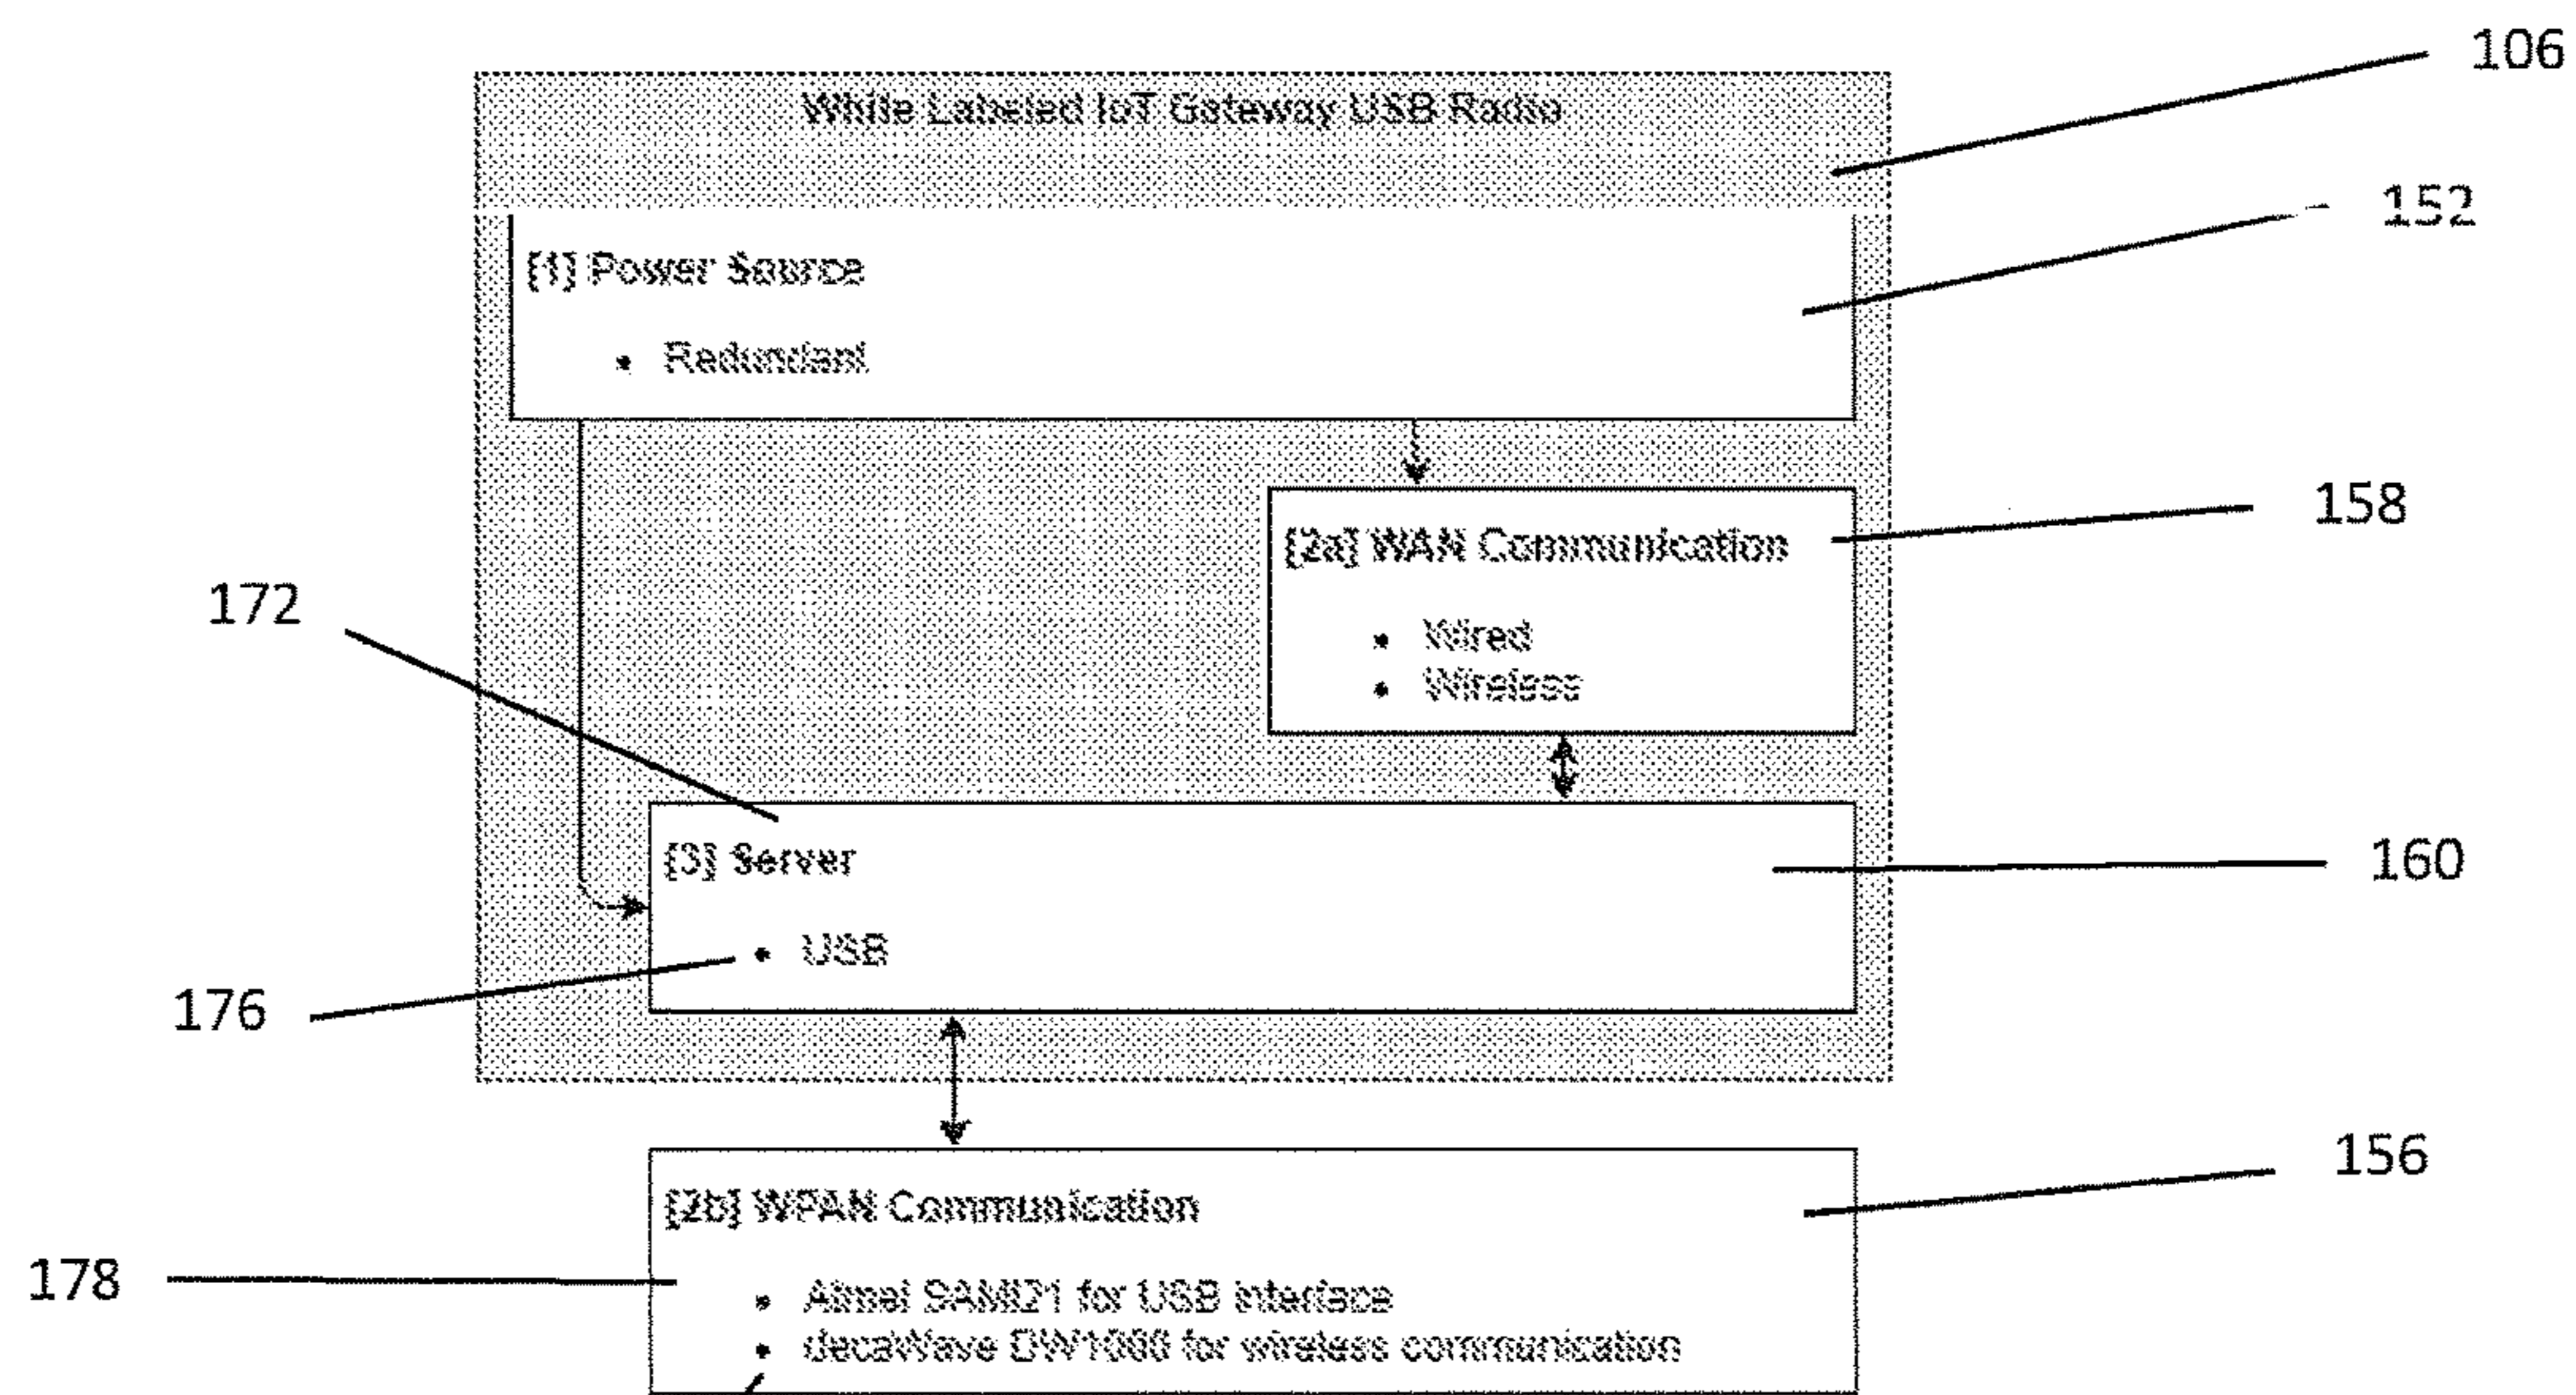 106
White Labeled IoT Gateway USB Radio
152
[1] Power Source
• Redundant
158
[2a] WAN Communication
172
• Wired
• Wireless
160
[3] Server
• USB
176
156
[2b] WPAN Communication
178
• Atmel SAMD21 for USB interface
• decaWave DW1000 for wireless communication